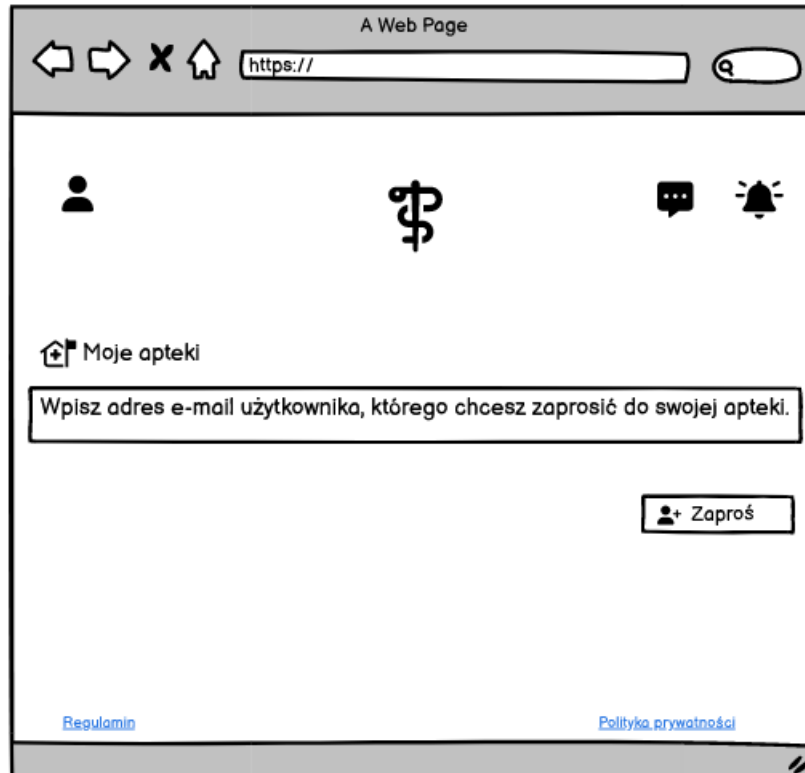 A Web Page
https://
Moje apteki
Wpisz adres e-mail użytkownika, którego chcesz zaprosić do swojej apteki.
Zaproś
Regulamin
Polityka prywatności